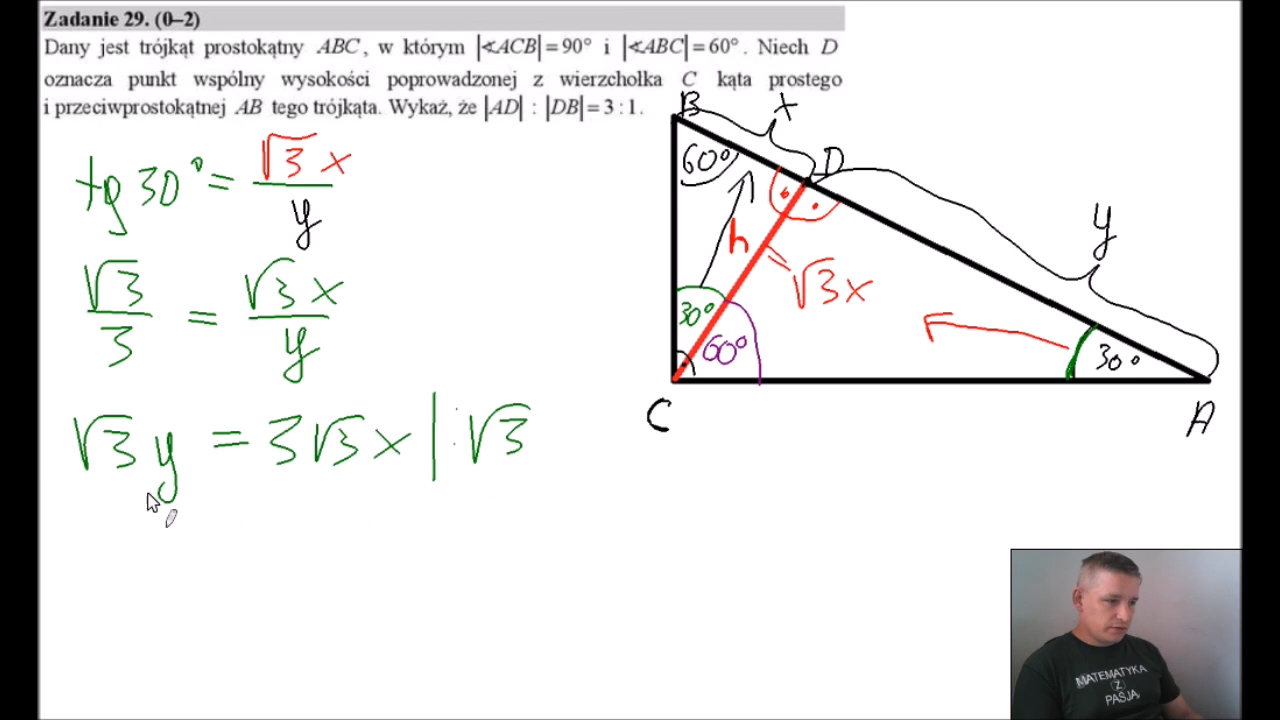 Zadanie 29. (0–2)
Dany jest trójkąt prostokątny ABC, w którym |∢ACB|=90° i |∢ABC|=60°. Niech D
oznacza punkt wspólny wysokości poprowadzonej z wierzchołka C kąta prostego
i przeciwprostokątnej AB tego trójkąta. Wykaż, że |AD| : |DB|=3:1.
tg 30° = √3 x / y
√3 / 3 = √3 x / y
√3 y = 3√3 x | : √3
B
x
D
60°
y
h
= √3 x
30°
60°
30°
C
A
MATEMATYKA
Z
PASJĄ